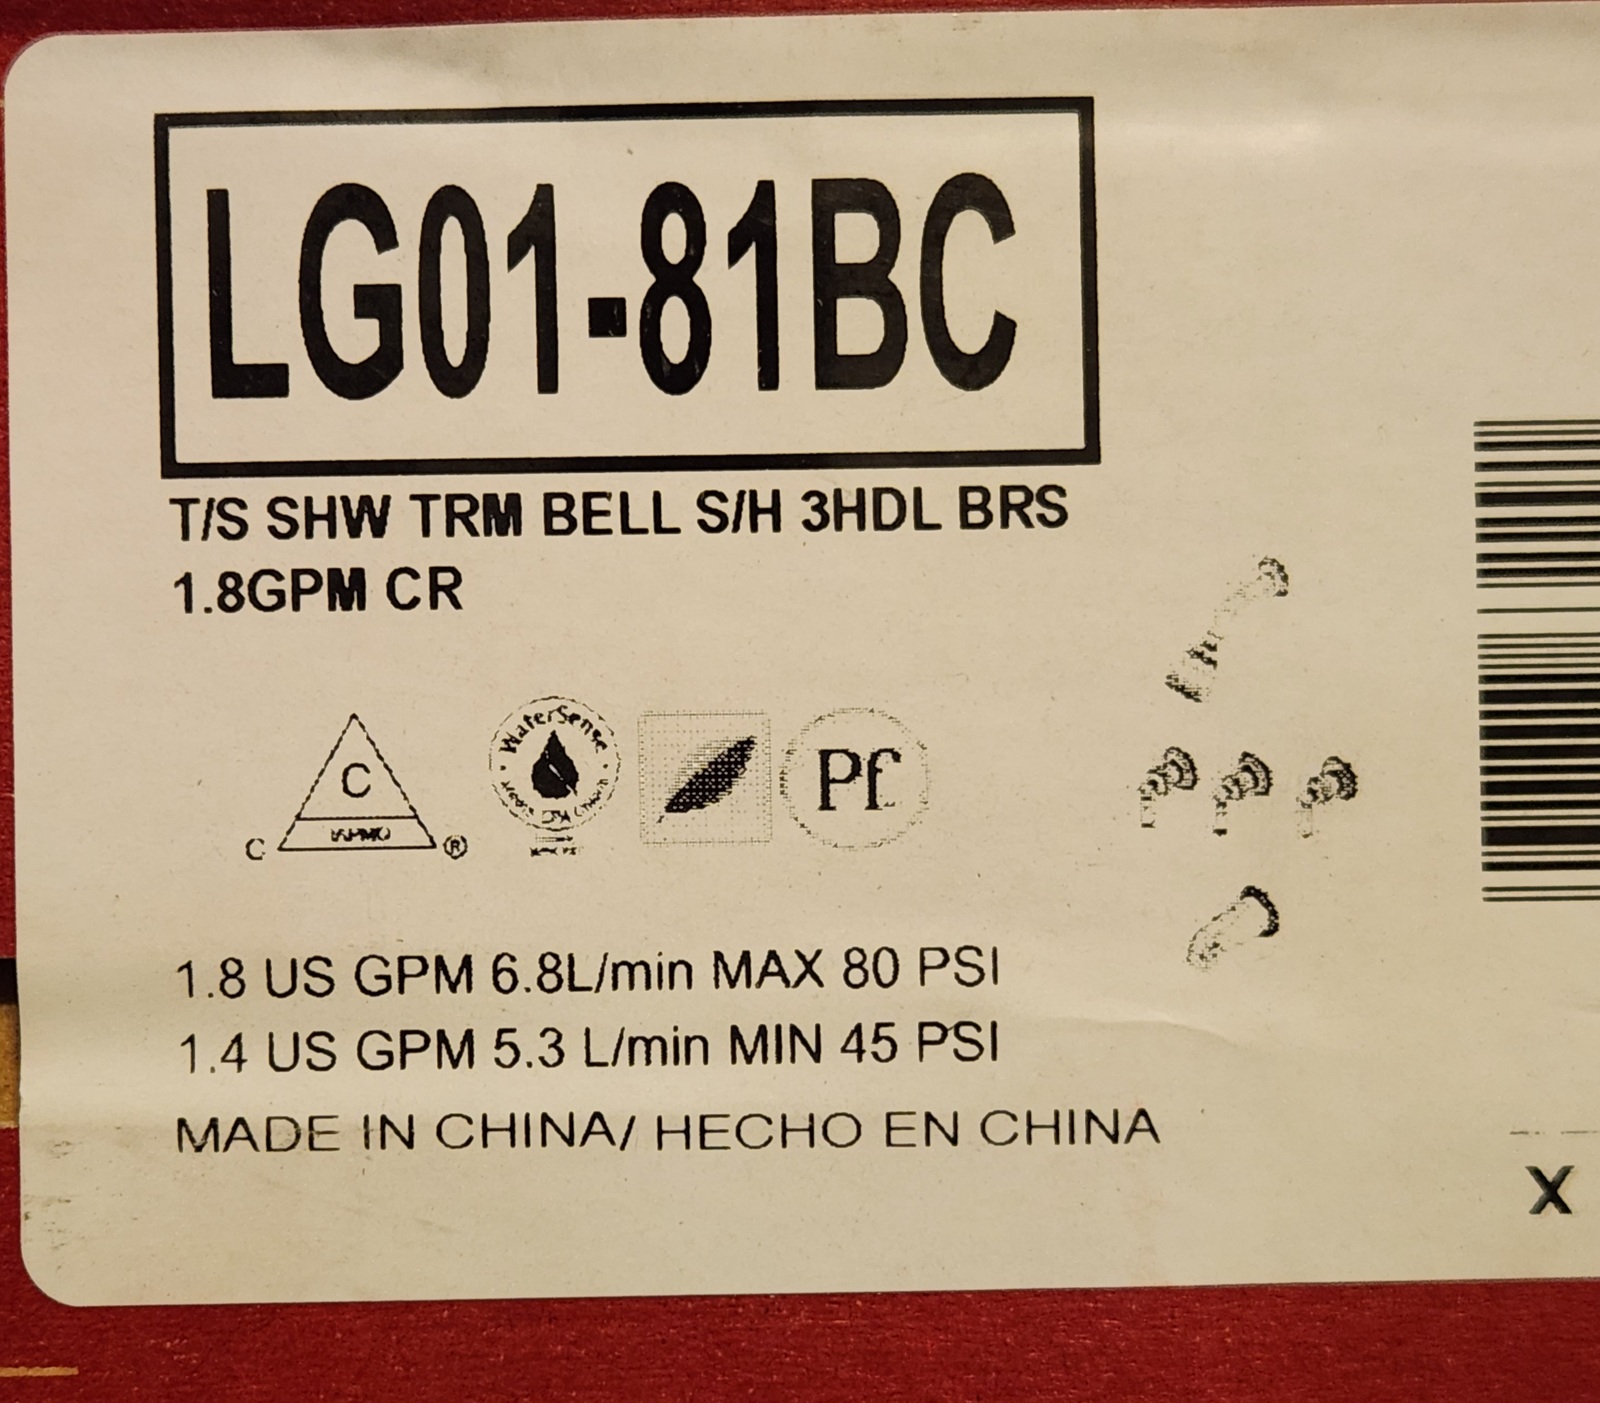 LG01-81BC
T/S SHW TRM BELL S/H 3HDL BRS
1.8GPM CR
C
IAPMO
C ®
WaterSense
Pf
1.8 US GPM 6.8L/min MAX 80 PSI
1.4 US GPM 5.3 L/min MIN 45 PSI
MADE IN CHINA/ HECHO EN CHINA
X